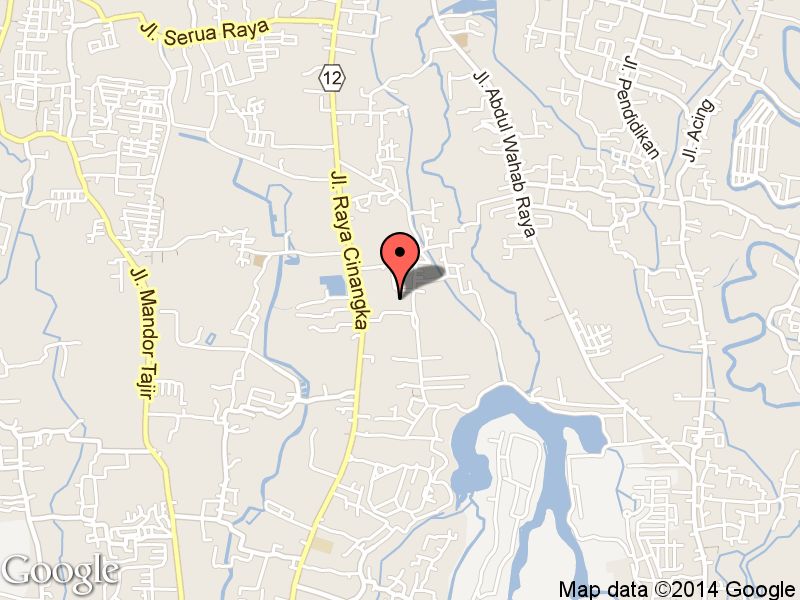 Jl. Serua Raya
12
Jl. Abdul Wahab Raya
Jl. Pendidikan
Jl. Acing
Jl. Raya Cinangka
Jl. Mandor Tajir
Google
Map data ©2014 Google